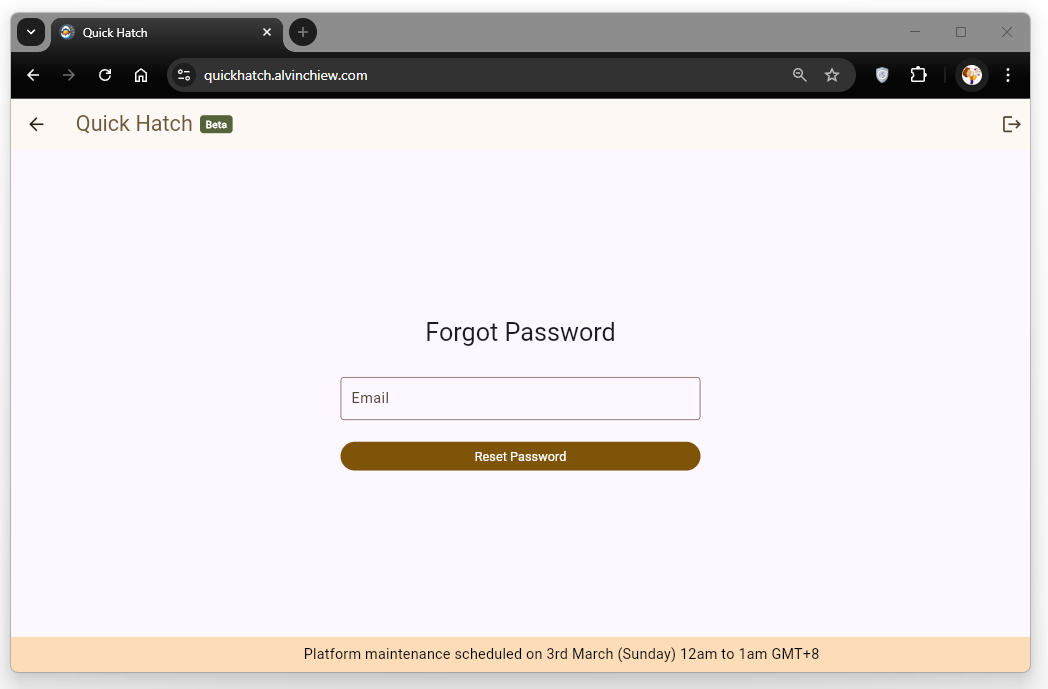 Quick Hatch
quickhatch.alvinchiew.com
Quick Hatch Beta
Forgot Password
Email
Reset Password
Platform maintenance scheduled on 3rd March (Sunday) 12am to 1am GMT+8